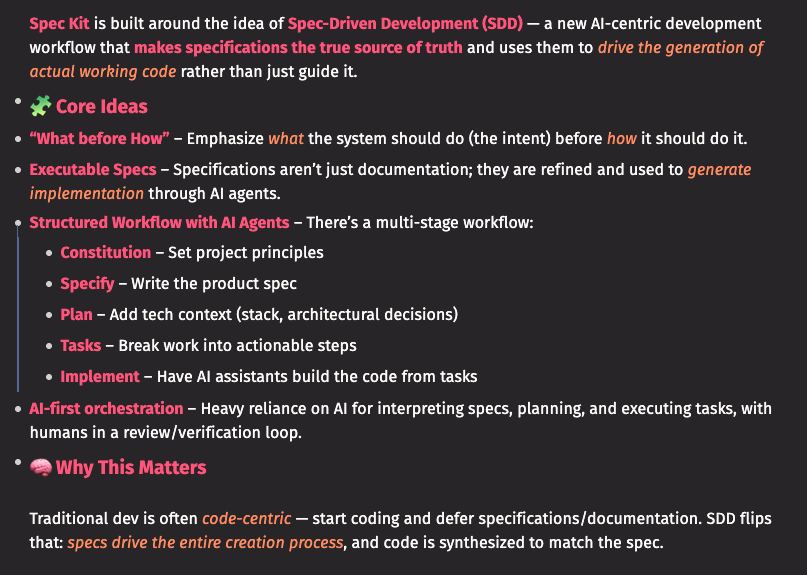 Spec Kit is built around the idea of Spec-Driven Development (SDD) — a new AI-centric development
workflow that makes specifications the true source of truth and uses them to drive the generation of
actual working code rather than just guide it.
🧩 Core Ideas
“What before How” – Emphasize what the system should do (the intent) before how it should do it.
Executable Specs – Specifications aren’t just documentation; they are refined and used to generate
implementation through AI agents.
Structured Workflow with AI Agents – There’s a multi-stage workflow:
Constitution – Set project principles
Specify – Write the product spec
Plan – Add tech context (stack, architectural decisions)
Tasks – Break work into actionable steps
Implement – Have AI assistants build the code from tasks
AI-first orchestration – Heavy reliance on AI for interpreting specs, planning, and executing tasks, with
humans in a review/verification loop.
🧠 Why This Matters
Traditional dev is often code-centric — start coding and defer specifications/documentation. SDD flips
that: specs drive the entire creation process, and code is synthesized to match the spec.